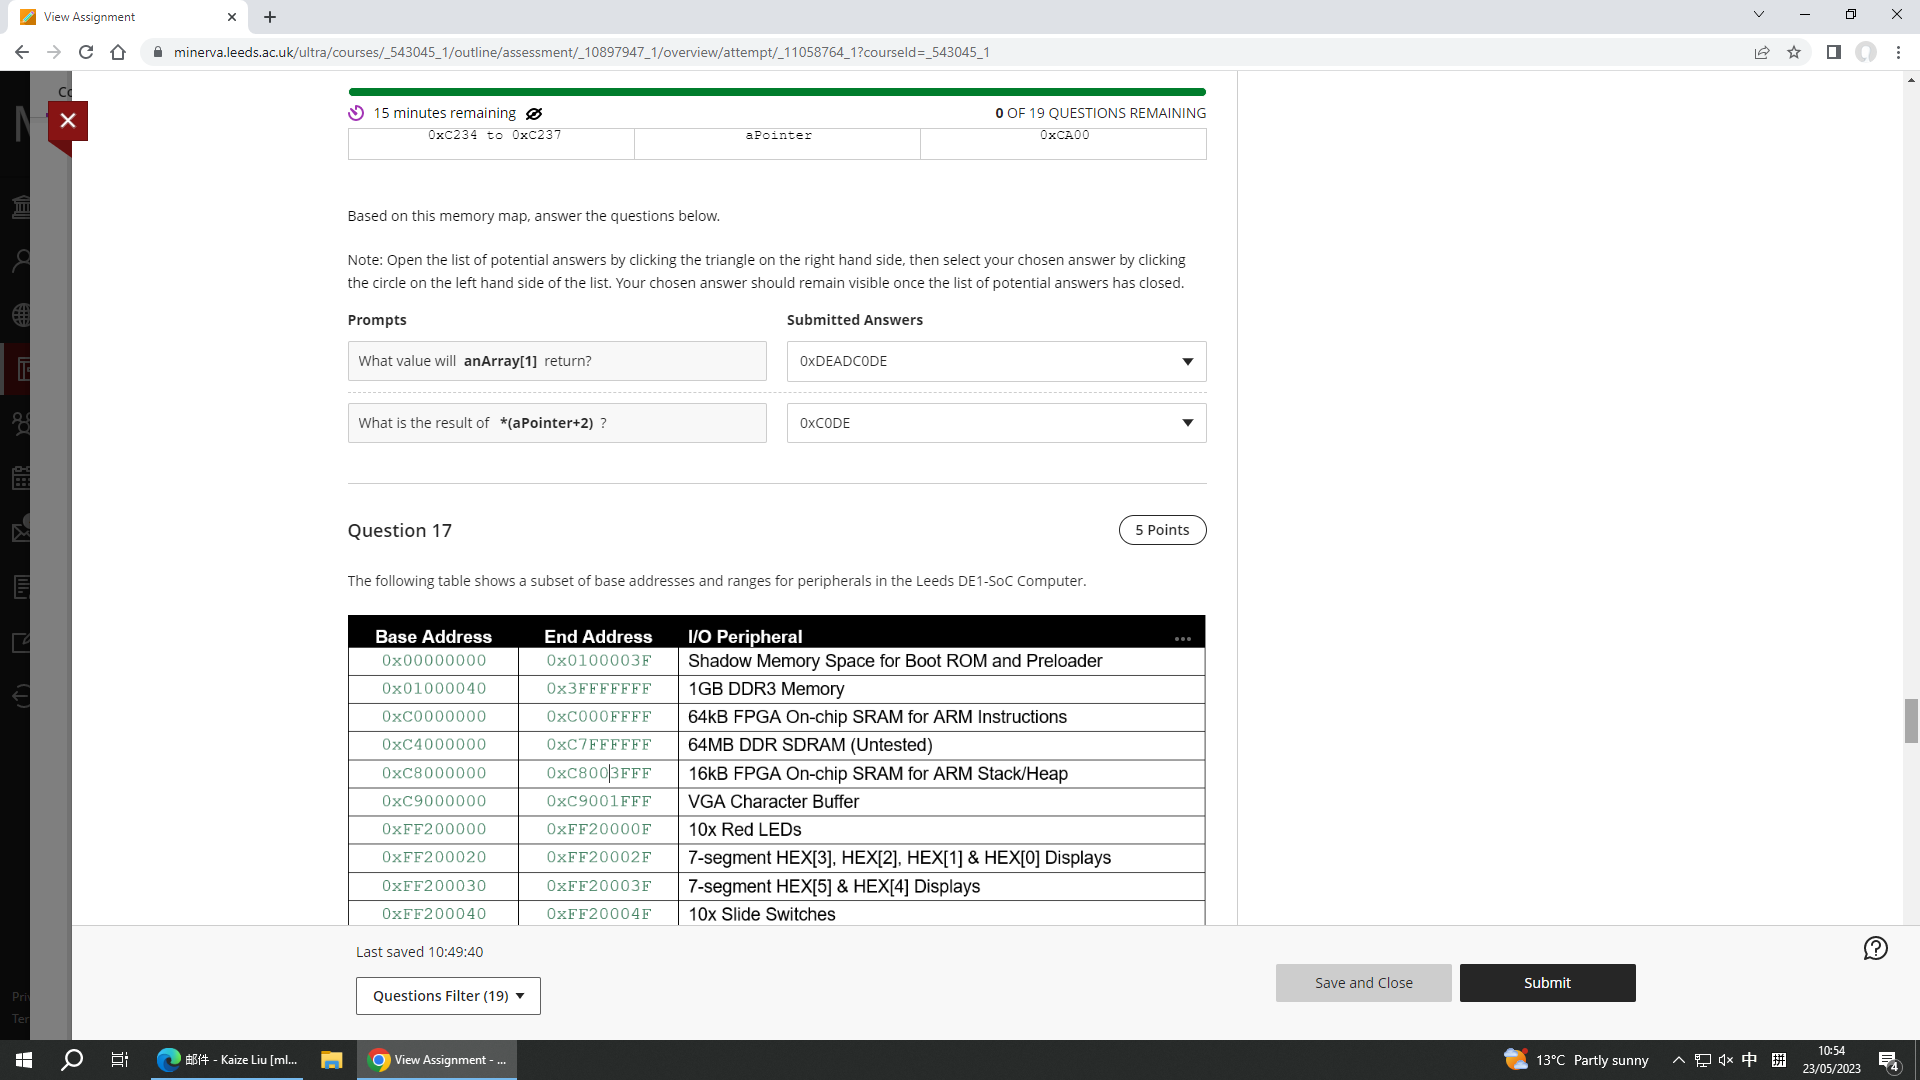 View Assignment
minerva.leeds.ac.uk/ultra/courses/_543045_1/outline/assessment/_10897947_1/overview/attempt/_11058764_1?courseId=_543045_1
15 minutes remaining
0 OF 19 QUESTIONS REMAINING
0xC234 to 0xC237 aPointer 0xCA00
Based on this memory map, answer the questions below.
Note: Open the list of potential answers by clicking the triangle on the right hand side, then select your chosen answer by clicking
the circle on the left hand side of the list. Your chosen answer should remain visible once the list of potential answers has closed.
Prompts Submitted Answers
What value will anArray[1] return? 0xDEADC0DE
What is the result of *(aPointer+2) ? 0xC0DE
Question 17
5 Points
The following table shows a subset of base addresses and ranges for peripherals in the Leeds DE1-SoC Computer.
Base Address End Address I/O Peripheral
0x00000000 0x0100003F Shadow Memory Space for Boot ROM and Preloader
0x01000040 0x3FFFFFFF 1GB DDR3 Memory
0xC0000000 0xC000FFFF 64kB FPGA On-chip SRAM for ARM Instructions
0xC4000000 0xC7FFFFFF 64MB DDR SDRAM (Untested)
0xC8000000 0xC8003FFF 16kB FPGA On-chip SRAM for ARM Stack/Heap
0xC9000000 0xC9001FFF VGA Character Buffer
0xFF200000 0xFF20000F 10x Red LEDs
0xFF200020 0xFF20002F 7-segment HEX[3], HEX[2], HEX[1] & HEX[0] Displays
0xFF200030 0xFF20003F 7-segment HEX[5] & HEX[4] Displays
0xFF200040 0xFF20004F 10x Slide Switches
Last saved 10:49:40
Questions Filter (19)
Save and Close
Submit
Pri
Ter
邮件 - Kaize Liu [ml...
View Assignment - ...
13°C Partly sunny
中
拼
10:54
23/05/2023
4